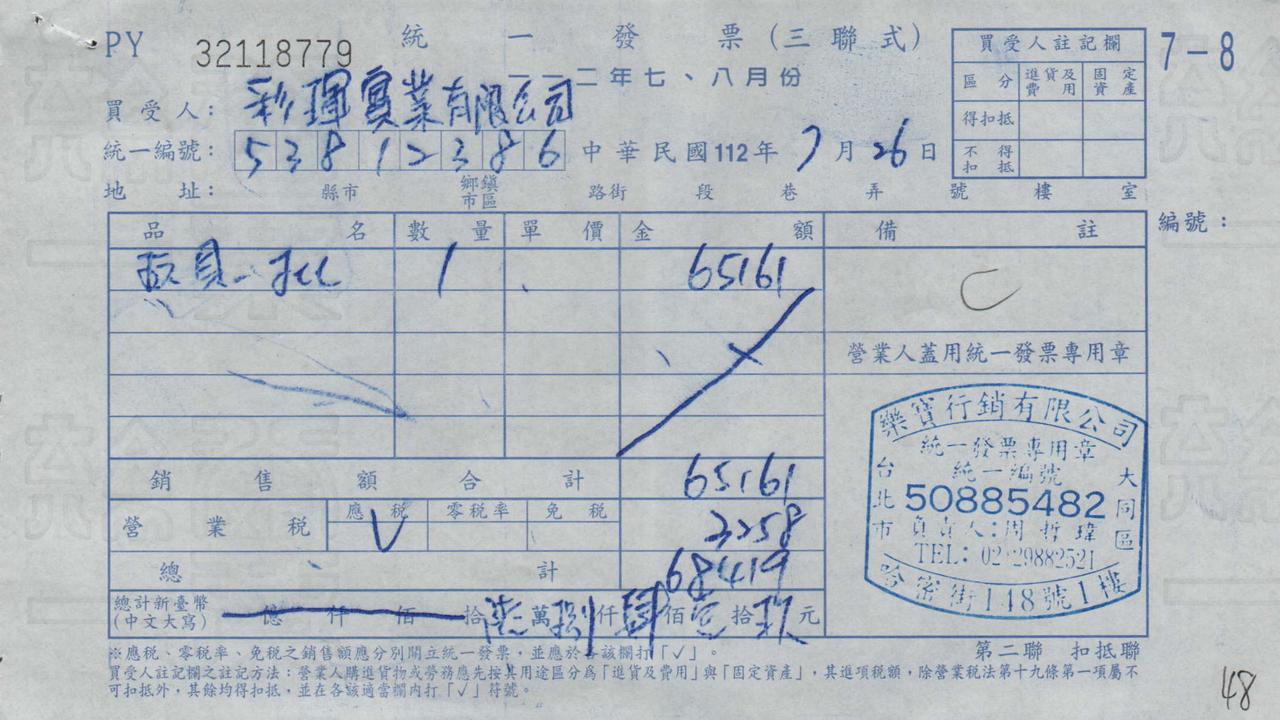 PY 32118779 統一發票(三聯式) 7-8
一一二年七、八月份
買受人: 彩琿實業有限公司
統一編號: 53812386 中華民國112年7月26日
地址: 縣市 鄉鎮市區 路街 段 巷 弄 號 樓 室
買受人註記欄
區分 進貨及費用 固定資產
得扣抵
不得扣抵
編號:
品名 數量 單價 金額 備註
1 65161
營業人蓋用統一發票專用章
銷售額合計 65161
營業稅 應稅 零稅率 免稅 3258
V
總計 68419
總計新臺幣(中文大寫) 億 仟 佰 拾 萬 捌仟 肆佰 壹拾 玖元
樂寶行銷有限公司
統一發票專用章
統一編號
台北市 50885482 大同區
負責人:周哲瑋
TEL: 02-29882521
哈密街148號1樓
※應稅、零稅率、免稅之銷售額應分別開立統一發票,並應於各該欄打「✓」。
第二聯 扣抵聯
買受人註記欄之註記方法:營業人購進貨物或勞務應先按其用途區分為「進貨及費用」與「固定資產」,其進項稅額,除營業稅法第十九條第一項屬不
可扣抵外,其餘均得扣抵,並在各該適當欄內打「✓」符號。
48